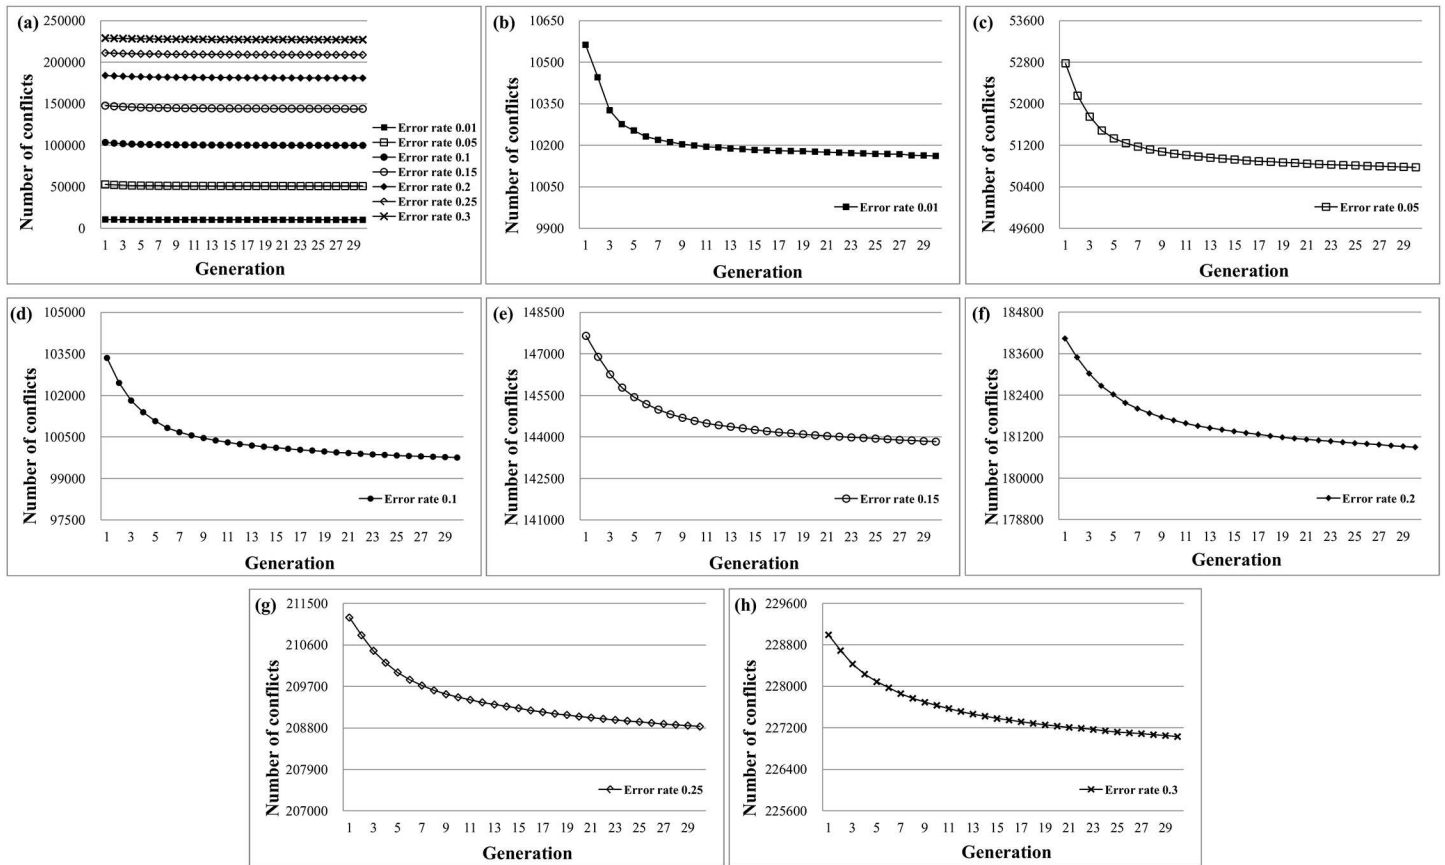 (a)
Number of conflicts
250000
200000
150000
100000
50000
0
1 3 5 7 9 11 13 15 17 19 21 23 25 27 29
Generation
Error rate 0.01
Error rate 0.05
Error rate 0.1
Error rate 0.15
Error rate 0.2
Error rate 0.25
Error rate 0.3
(b)
Number of conflicts
10650
10500
10350
10200
10050
9900
1 3 5 7 9 11 13 15 17 19 21 23 25 27 29
Generation
Error rate 0.01
(c)
Number of conflicts
53600
52800
52000
51200
50400
49600
1 3 5 7 9 11 13 15 17 19 21 23 25 27 29
Generation
Error rate 0.05
(d)
Number of conflicts
105000
103500
102000
100500
99000
97500
1 3 5 7 9 11 13 15 17 19 21 23 25 27 29
Generation
Error rate 0.1
(e)
Number of conflicts
148500
147000
145500
144000
142500
141000
1 3 5 7 9 11 13 15 17 19 21 23 25 27 29
Generation
Error rate 0.15
(f)
Number of conflicts
184800
183600
182400
181200
180000
178800
1 3 5 7 9 11 13 15 17 19 21 23 25 27 29
Generation
Error rate 0.2
(g)
Number of conflicts
211500
210600
209700
208800
207900
207000
1 3 5 7 9 11 13 15 17 19 21 23 25 27 29
Generation
Error rate 0.25
(h)
Number of conflicts
229600
228800
228000
227200
226400
225600
1 3 5 7 9 11 13 15 17 19 21 23 25 27 29
Generation
Error rate 0.3